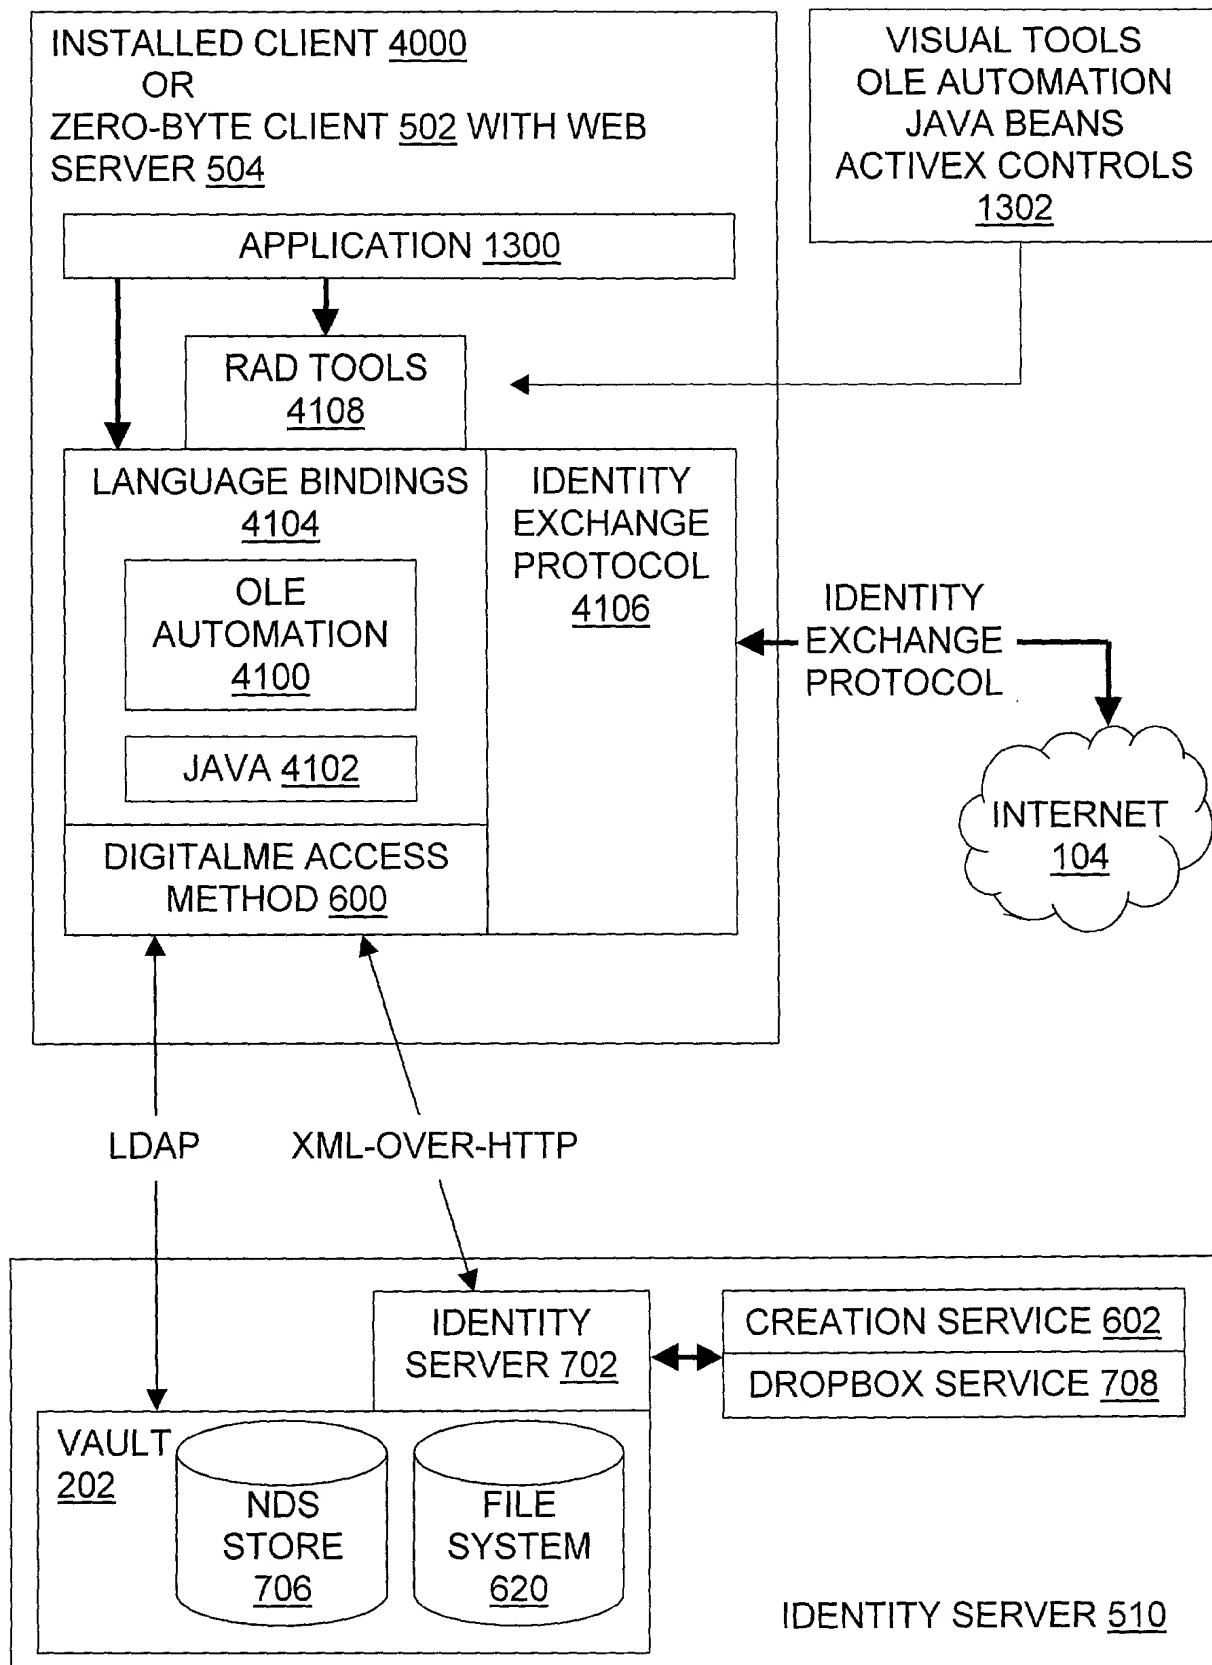 INSTALLED CLIENT 4000
OR
ZERO-BYTE CLIENT 502 WITH WEB
SERVER 504
VISUAL TOOLS
OLE AUTOMATION
JAVA BEANS
ACTIVEX CONTROLS
1302
APPLICATION 1300
RAD TOOLS
4108
LANGUAGE BINDINGS
4104
OLE
AUTOMATION
4100
JAVA 4102
IDENTITY
EXCHANGE
PROTOCOL
4106
IDENTITY
EXCHANGE
PROTOCOL
INTERNET
104
DIGITALME ACCESS
METHOD 600
LDAP
XML-OVER-HTTP
IDENTITY
SERVER 702
CREATION SERVICE 602
DROPBOX SERVICE 708
VAULT
202
NDS
STORE
706
FILE
SYSTEM
620
IDENTITY SERVER 510